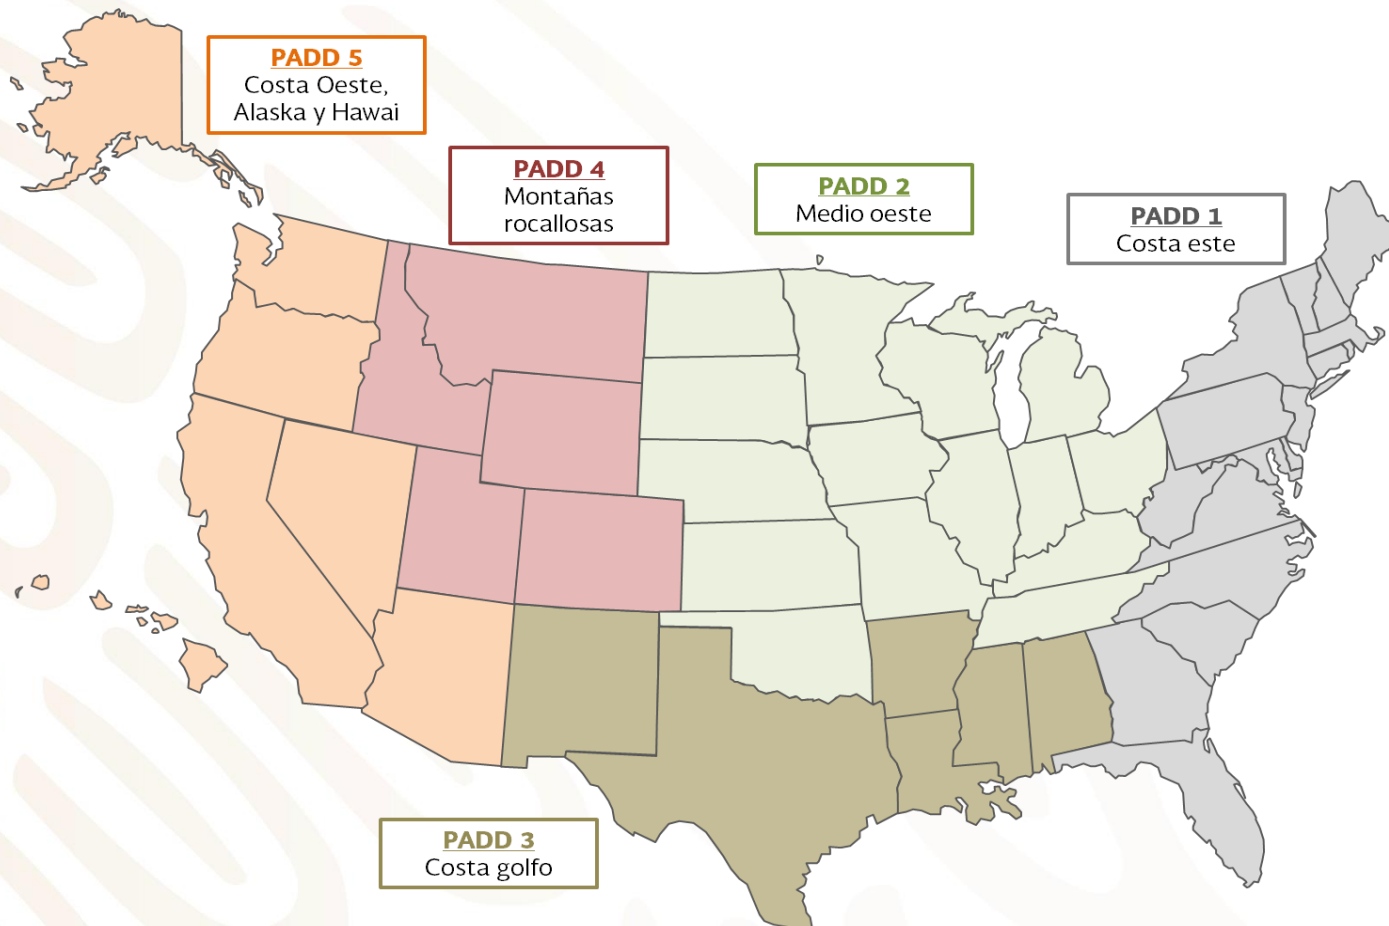 PADD 5
Costa Oeste,
Alaska y Hawai
PADD 4
Montañas
rocallosas
PADD 2
Medio oeste
PADD 1
Costa este
PADD 3
Costa golfo